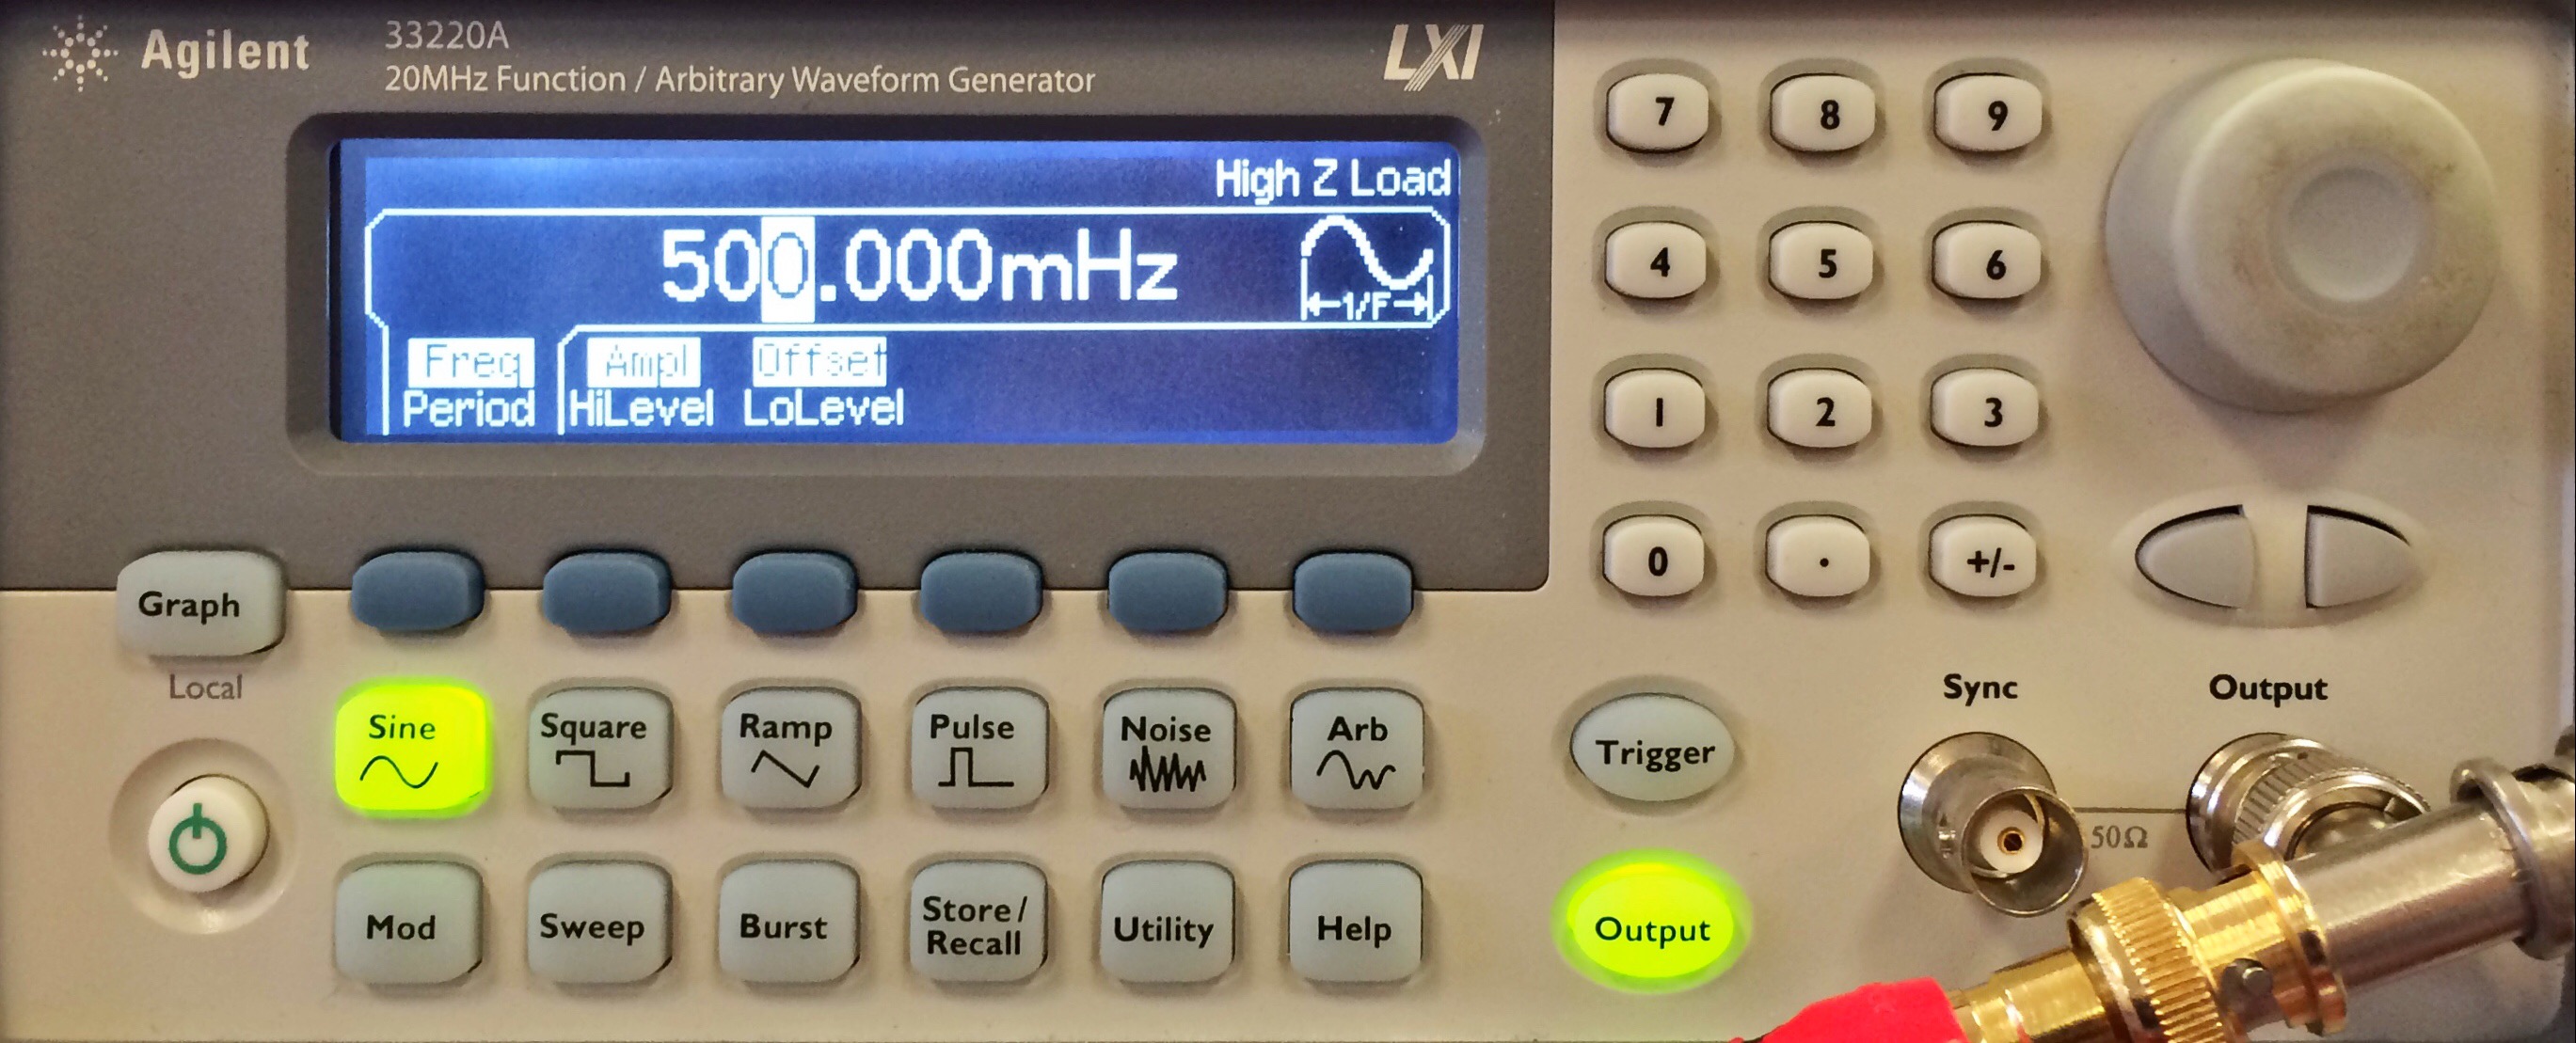 Agilent
33220A
20MHz Function / Arbitrary Waveform Generator
LXI
High Z Load
500.000mHz
1/F
Freq Ampl Offset
Period HiLevel LoLevel
7 8 9
4 5 6
1 2 3
0 . +/-
Graph
Local
Sine Square Ramp Pulse Noise Arb
Mod Sweep Burst Store/
Recall Utility Help
Trigger
Output
Sync Output
50Ω